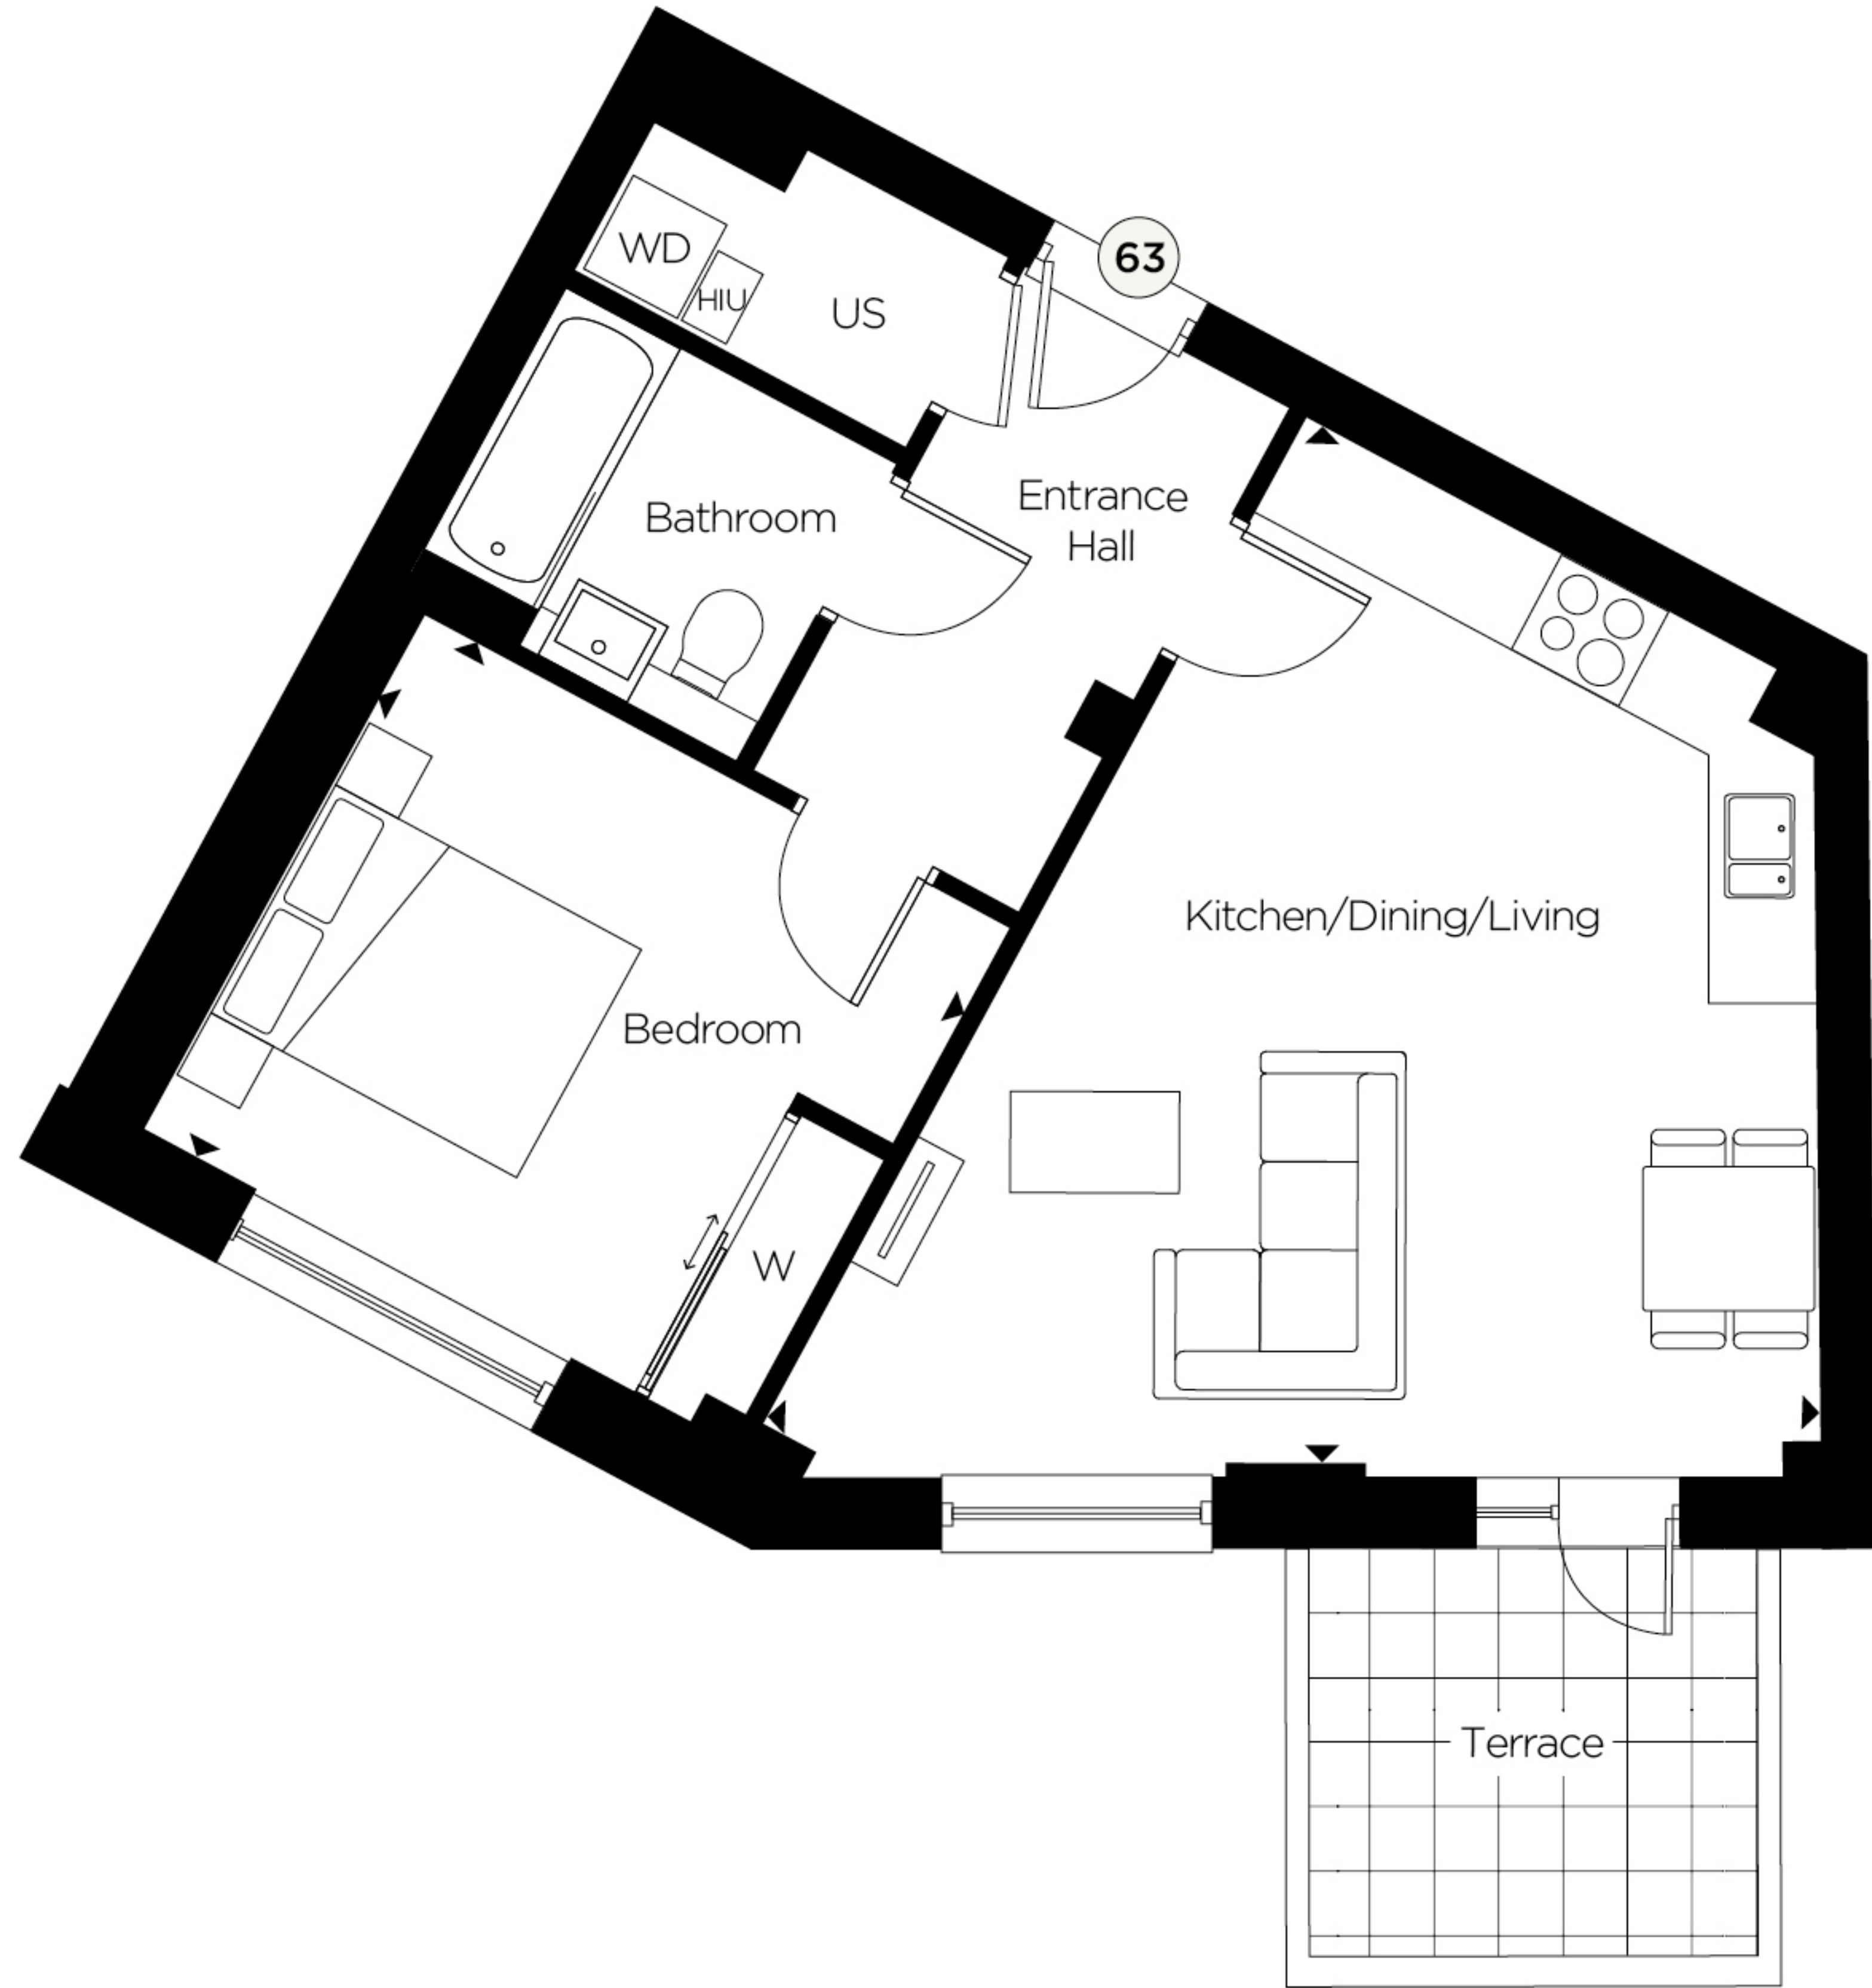 63
WD
HIU
US
Bathroom
Entrance
Hall
Kitchen/Dining/Living
Bedroom
W
Terrace